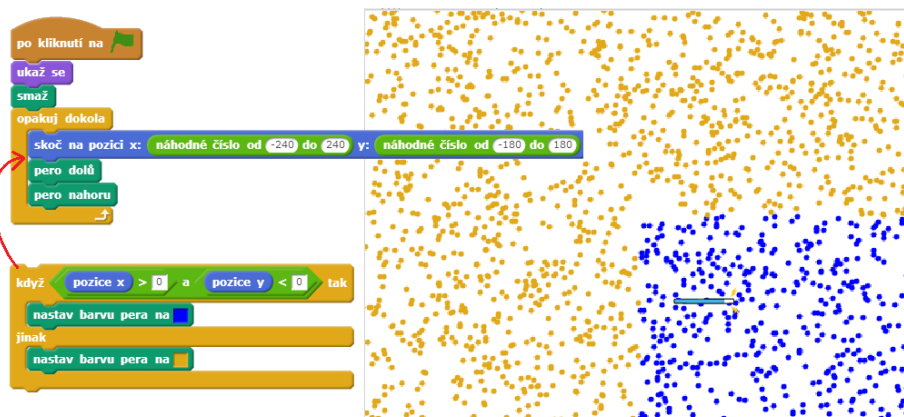 po kliknutí na
ukaž se
smaž
opakuj dokola
skoč na pozici x: náhodné číslo od -240 do 240 y: náhodné číslo od -180 do 180
pero dolů
pero nahoru
když pozice x > 0 a pozice y < 0 tak
nastav barvu pera na
jinak
nastav barvu pera na